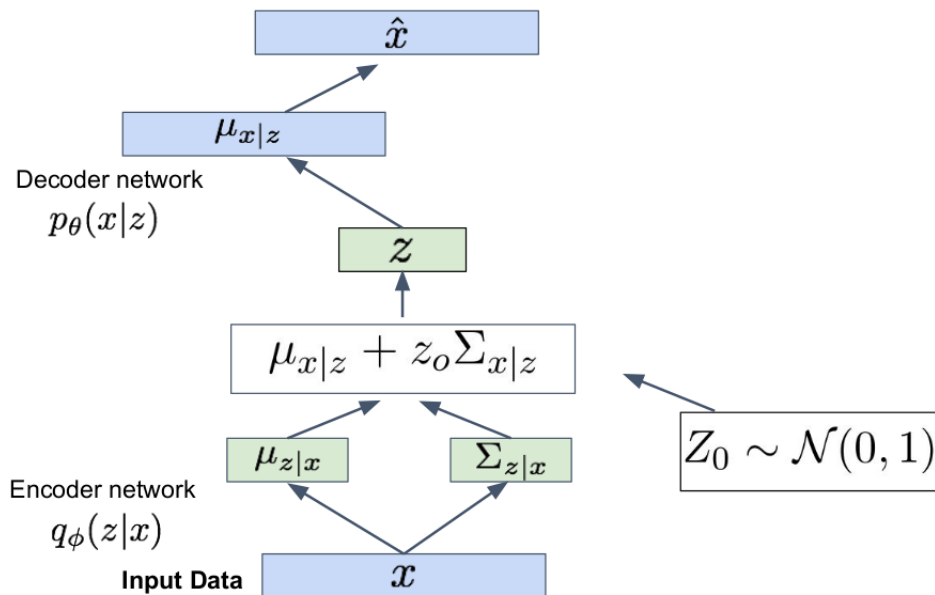 x̂
μ_{x|z}
Decoder network
p_θ(x|z)
z
μ_{x|z} + z_o Σ_{x|z}
μ_{z|x}
Σ_{z|x}
Z_0 ∼ 𝒩(0, 1)
Encoder network
q_ϕ(z|x)
Input Data
x